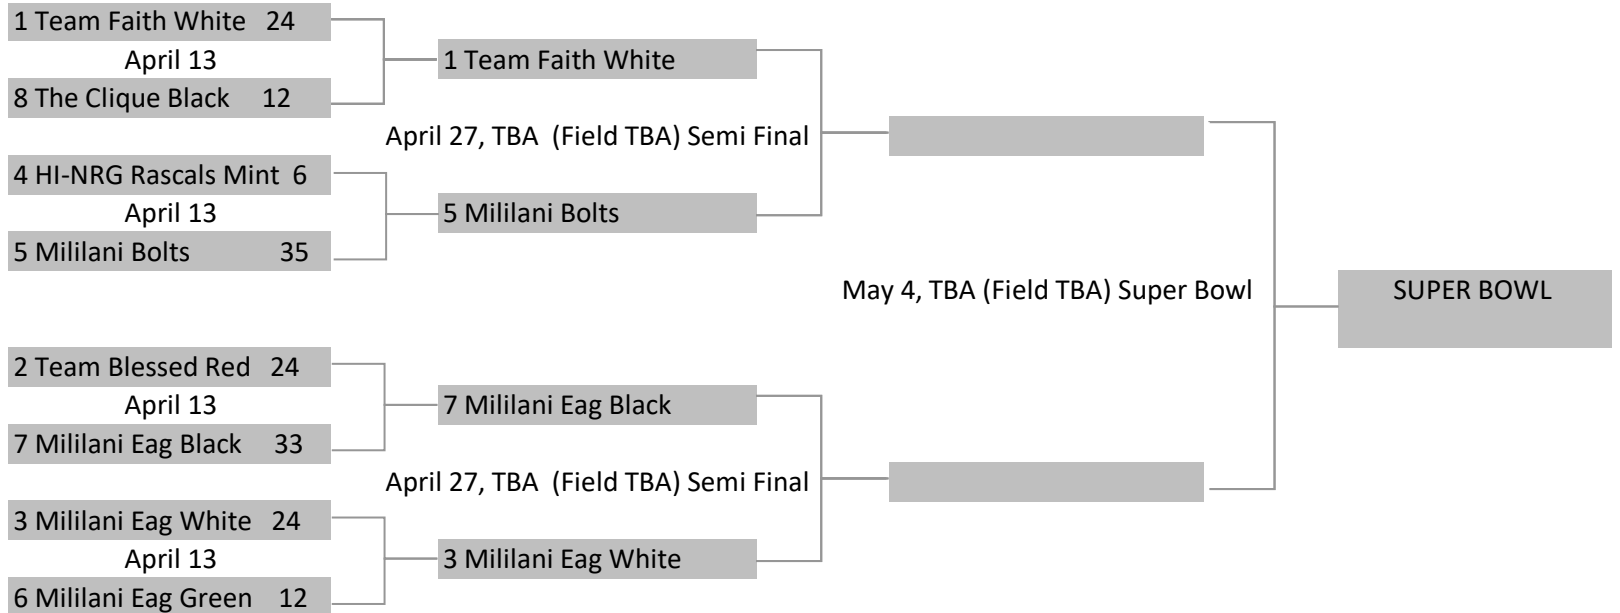 1 Team Faith White 24
April 13
8 The Clique Black 12
1 Team Faith White
April 27, TBA (Field TBA) Semi Final
4 HI-NRG Rascals Mint 6
April 13
5 Mililani Bolts 35
5 Mililani Bolts
May 4, TBA (Field TBA) Super Bowl
SUPER BOWL
2 Team Blessed Red 24
April 13
7 Mililani Eag Black 33
7 Mililani Eag Black
April 27, TBA (Field TBA) Semi Final
3 Mililani Eag White 24
April 13
6 Mililani Eag Green 12
3 Mililani Eag White